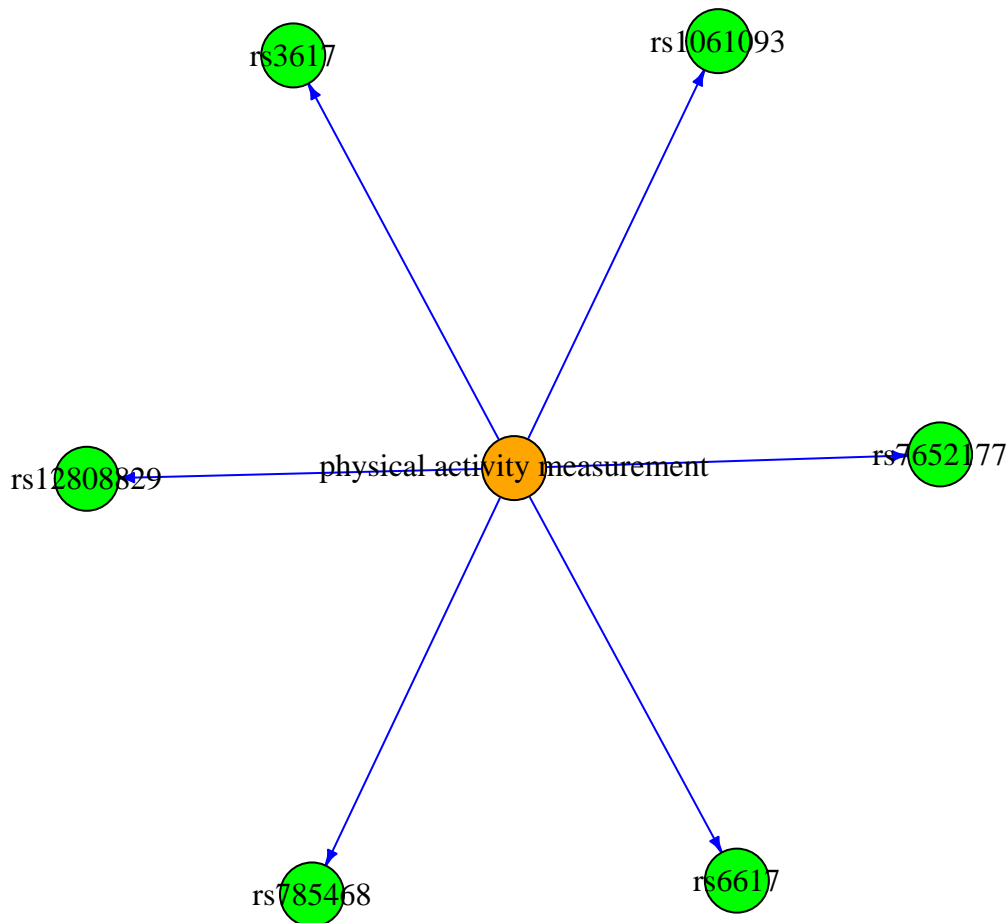 rs1061093
rs3617
rs7652177
physical activity measurement
rs12808829
rs6617
rs785468